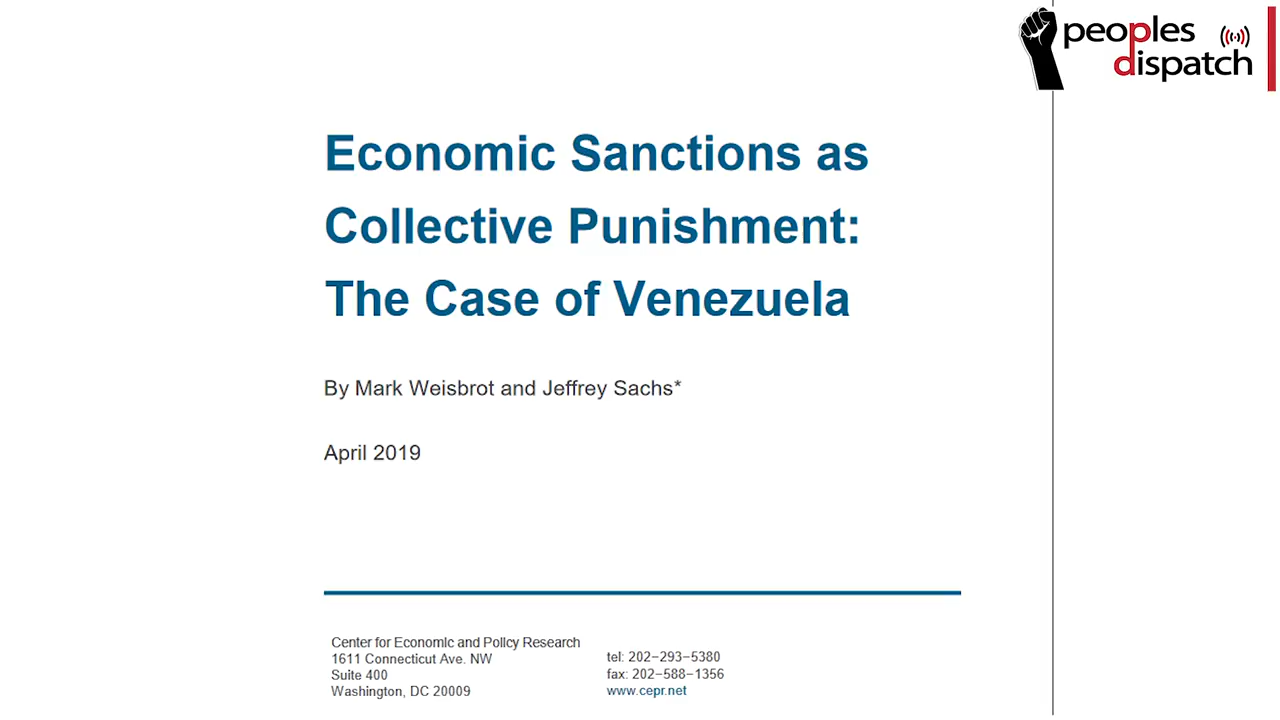 peoples
dispatch
Economic Sanctions as
Collective Punishment:
The Case of Venezuela
By Mark Weisbrot and Jeffrey Sachs*
April 2019
Center for Economic and Policy Research
1611 Connecticut Ave. NW
Suite 400
Washington, DC 20009
tel: 202-293-5380
fax: 202-588-1356
www.cepr.net